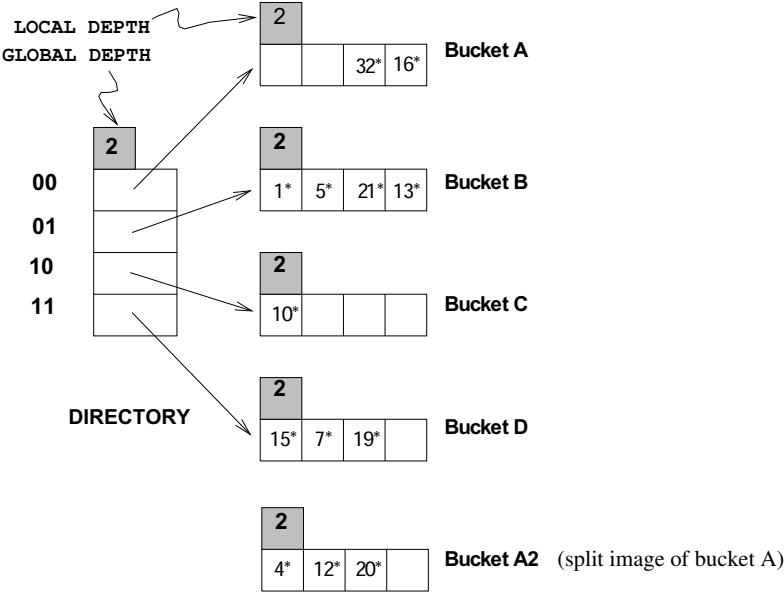 LOCAL DEPTH
GLOBAL DEPTH
2
32* 16*
Bucket A
2
00
01
10
11
DIRECTORY
2
1* 5* 21* 13*
Bucket B
2
10*
Bucket C
2
15* 7* 19*
Bucket D
2
4* 12* 20*
Bucket A2 (split image of bucket A)